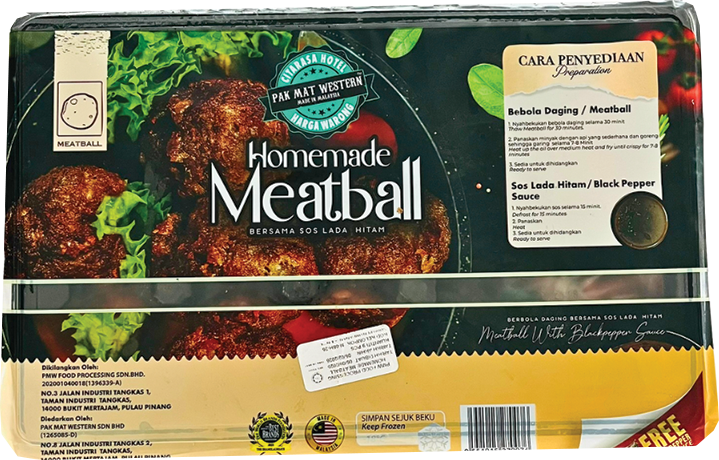 MEATBALL
CITARASA HOTEL
PAK MAT WESTERN
MADE IN MALAYSIA
HARGA WARONG
Homemade
Meatball
BERSAMA SOS LADA HITAM
CARA PENYEDIAAN
Preparation
Bebola Daging / Meatball
1. Nyahbekukan bebola daging selama 30 minit
Thaw Meatball for 30 minutes.
2. Panaskan minyak dengan api yang sederhana dan goreng
sehingga garing selama 7-8 Minit
Heat up the oil over medium heat and fry until crispy for 7-8
minutes
3. Sedia untuk dihidangkan
Ready to serve
Sos Lada Hitam / Black Pepper
Sauce
1. Nyahbekukan sos selama 15 minit.
Defrost for 15 minutes
2. Panaskan
Heat
3. Sedia untuk dihidangkan
Ready to serve
BERBOLA DAGING BERSAMA SOS LADA HITAM
Meatball With Blackpepper Sauce
Dikilangkan Oleh:
PMW FOOD PROCESSING SDN.BHD.
202001040018(1396339-A)
NO.3 JALAN INDUSTRI TANGKAS 1,
TAMAN INDUSTRI TANGKAS,
14000 BUKIT MERTAJAM, PULAU PINANG
Diedarkan Oleh:
PAK MAT WESTERN SDN BHD
(1265085-D)
NO.8 JALAN INDUSTRI TANGKAS 2,
TAMAN INDUSTRI TANGKAS,
BRANDS
MADE IN
MALAYSIA
SIMPAN SEJUK BEKU
Keep Frozen
FREE